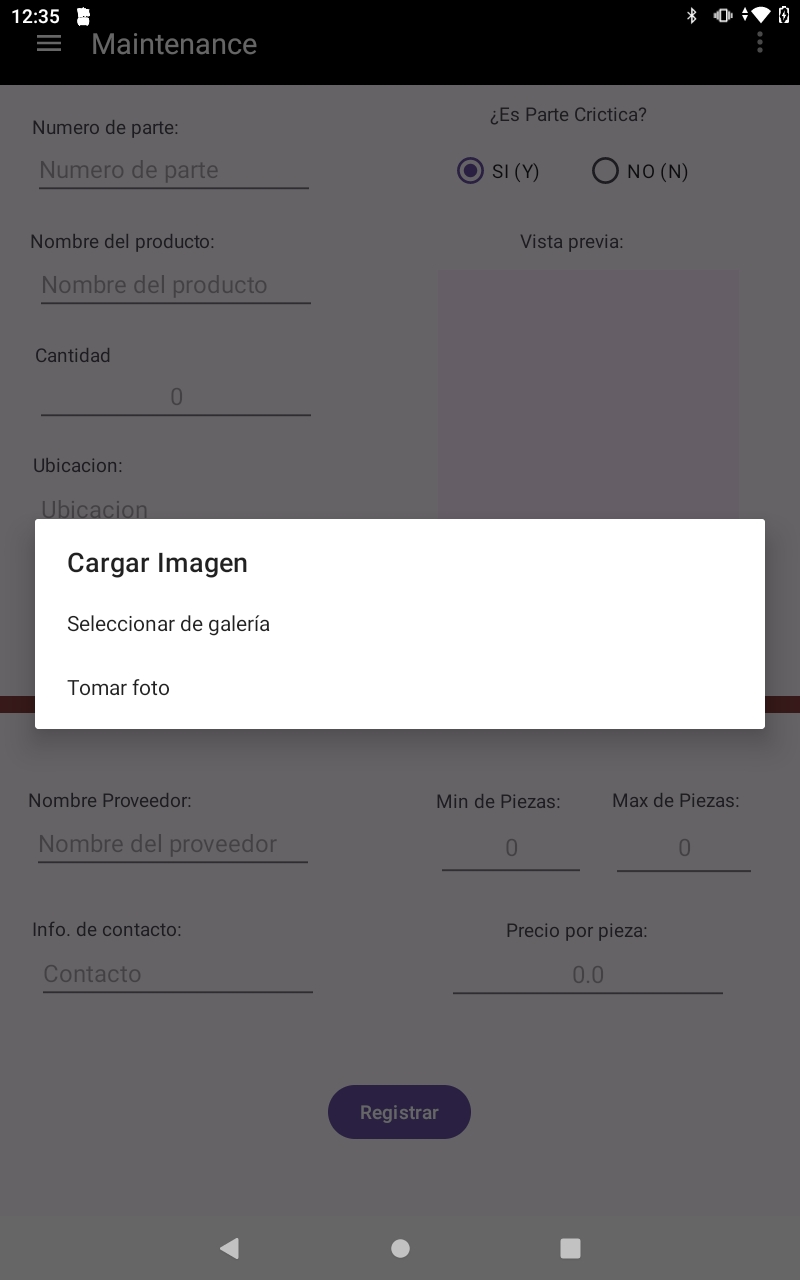 12:35
Maintenance
Numero de parte:
Numero de parte
¿Es Parte Crictica?
SI (Y)
NO (N)
Nombre del producto:
Nombre del producto
Vista previa:
Cantidad
0
Ubicacion:
Ubicacion
Cargar Imagen
Seleccionar de galería
Tomar foto
Nombre Proveedor:
Nombre del proveedor
Min de Piezas:
0
Max de Piezas:
0
Info. de contacto:
Contacto
Precio por pieza:
0.0
Registrar